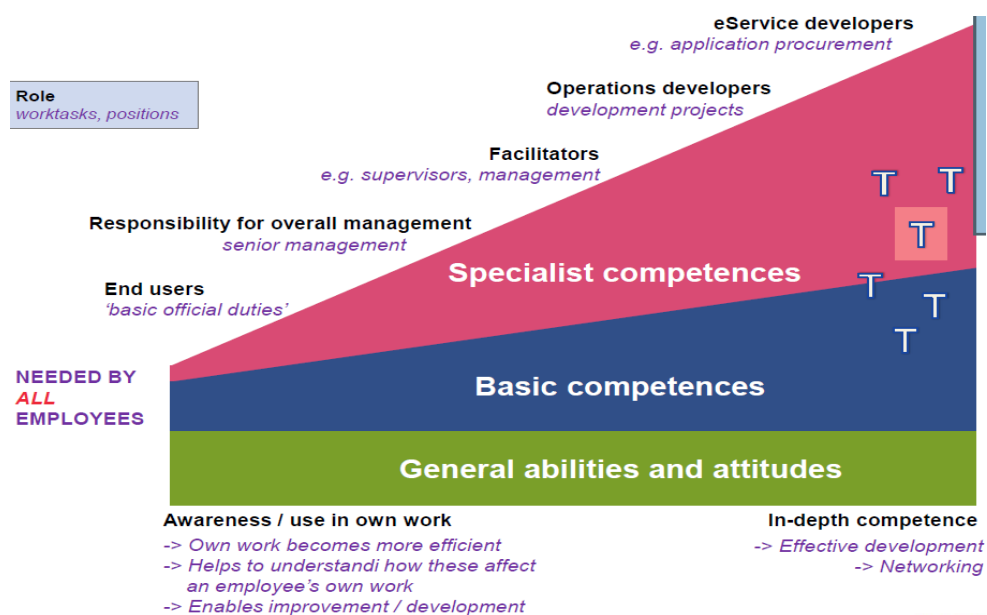 eService developers
e.g. application procurement
Role
worktasks, positions
Operations developers
development projects
Facilitators
e.g. supervisors, management
Responsibility for overall management
senior management
End users
‘basic official duties’
T
T
T
T
T
T
Specialist competences
NEEDED BY
ALL
EMPLOYEES
Basic competences
General abilities and attitudes
Awareness / use in own work
-> Own work becomes more efficient
-> Helps to understandi how these affect
an employee’s own work
-> Enables improvement / development
In-depth competence
-> Effective development
-> Networking